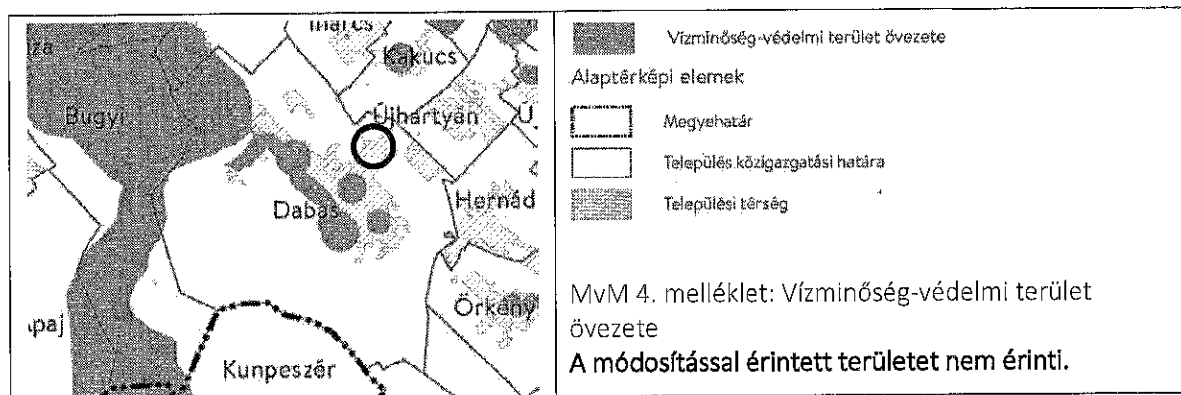 Kakucs
Bugyi
Újhartyán
U
Dabas
Hernád
Örkény
Apaj
Kunpeszér
Vízminőség-védelmi terület övezete
Alaptérképi elemek
Megyehatár
Település közigazgatási határa
Települési térség
MvM 4. melléklet: Vízminőség-védelmi terület
övezete
A módosítással érintett területet nem érinti.